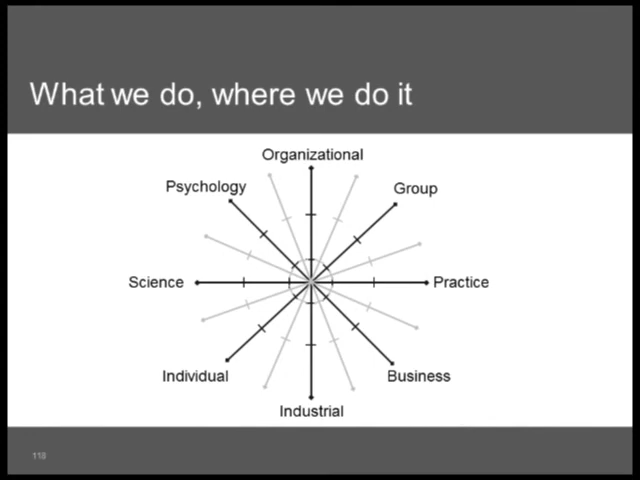 What we do, where we do it
Organizational
Psychology
Group
Science
Practice
Individual
Business
Industrial
118